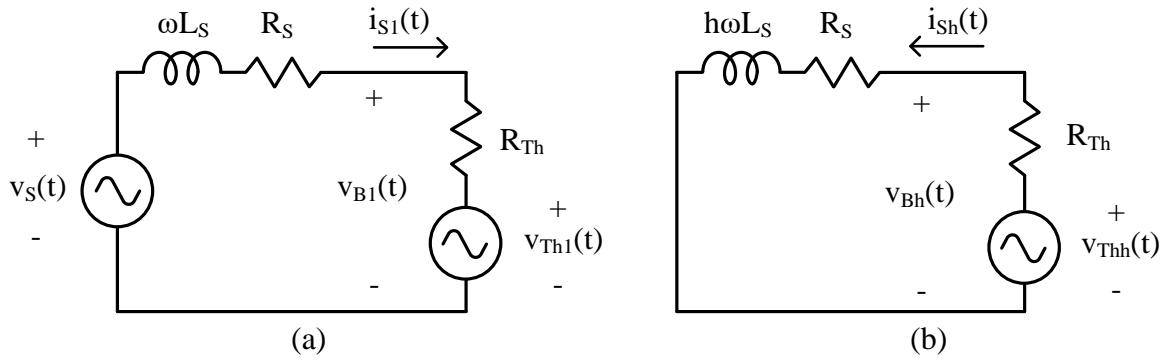 ωL_S R_S i_S1(t)
+
R_Th
+
v_S(t)
v_B1(t)
+
v_Th1(t)
-
-
-
(a)
hωL_S R_S i_Sh(t)
+
R_Th
v_Bh(t)
+
v_Thh(t)
-
-
(b)